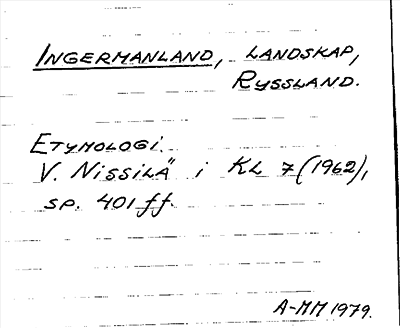 INGERMANLAND, LANDSKAP,
RYSSLAND.
ETYMOLOGI.
V. NISSILÄ i KL 7 (1962),
SP. 401 ff.
A-MM 1979.